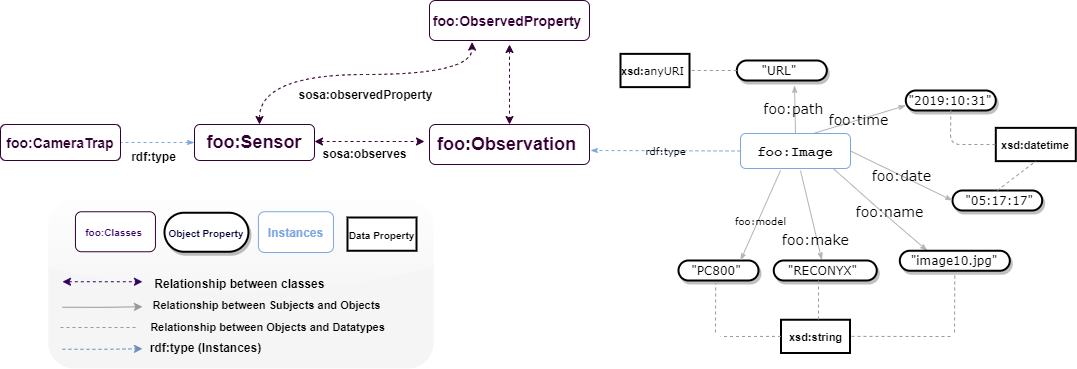 foo:ObservedProperty
xsd:anyURI
"URL"
sosa:observedProperty
foo:path
"2019:10:31"
foo:time
foo:CameraTrap
rdf:type
foo:Sensor
sosa:observes
foo:Observation
rdf:type
foo:Image
xsd:datetime
foo:date
"05:17:17"
foo:name
foo:model
foo:make
"PC800"
"RECONYX"
"image10.jpg"
xsd:string
foo:Classes
Object Property
Instances
Data Property
Relationship between classes
Relationship between Subjects and Objects
Relationship between Objects and Datatypes
rdf:type (Instances)